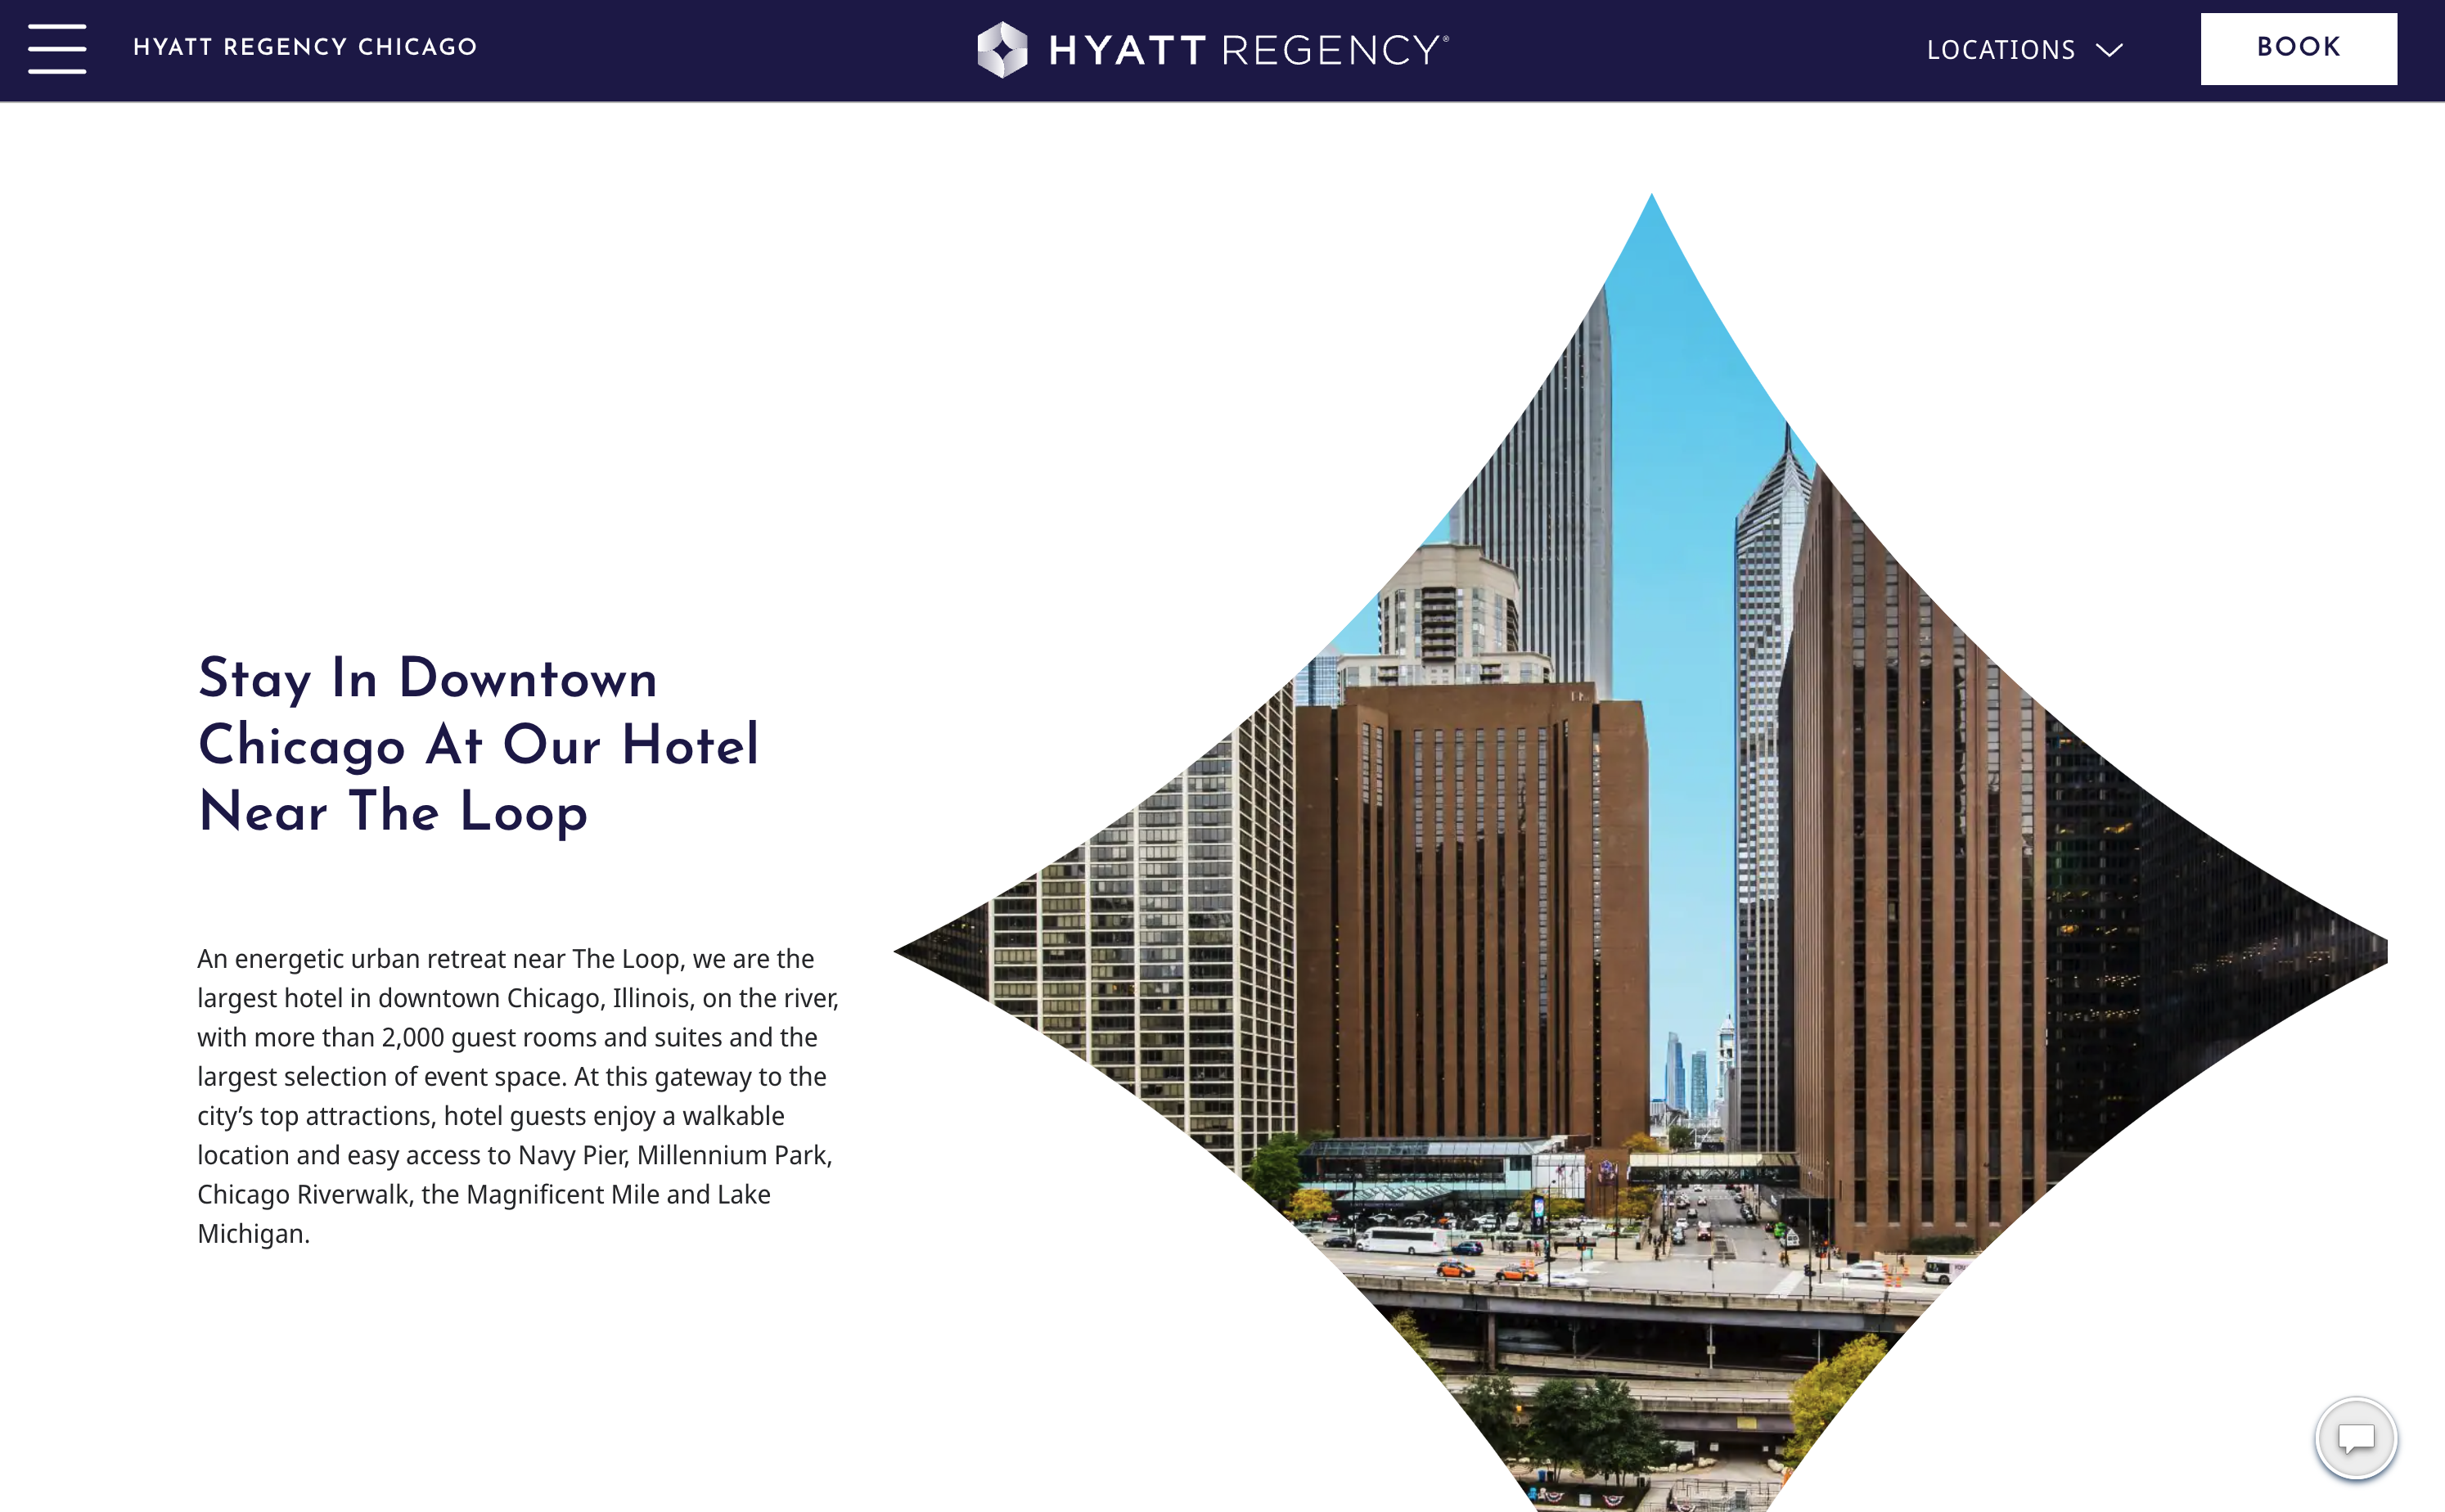 HYATT REGENCY CHICAGO
HYATT REGENCY®
LOCATIONS
BOOK
Stay In Downtown
Chicago At Our Hotel
Near The Loop
An energetic urban retreat near The Loop, we are the
largest hotel in downtown Chicago, Illinois, on the river,
with more than 2,000 guest rooms and suites and the
largest selection of event space. At this gateway to the
city’s top attractions, hotel guests enjoy a walkable
location and easy access to Navy Pier, Millennium Park,
Chicago Riverwalk, the Magnificent Mile and Lake
Michigan.